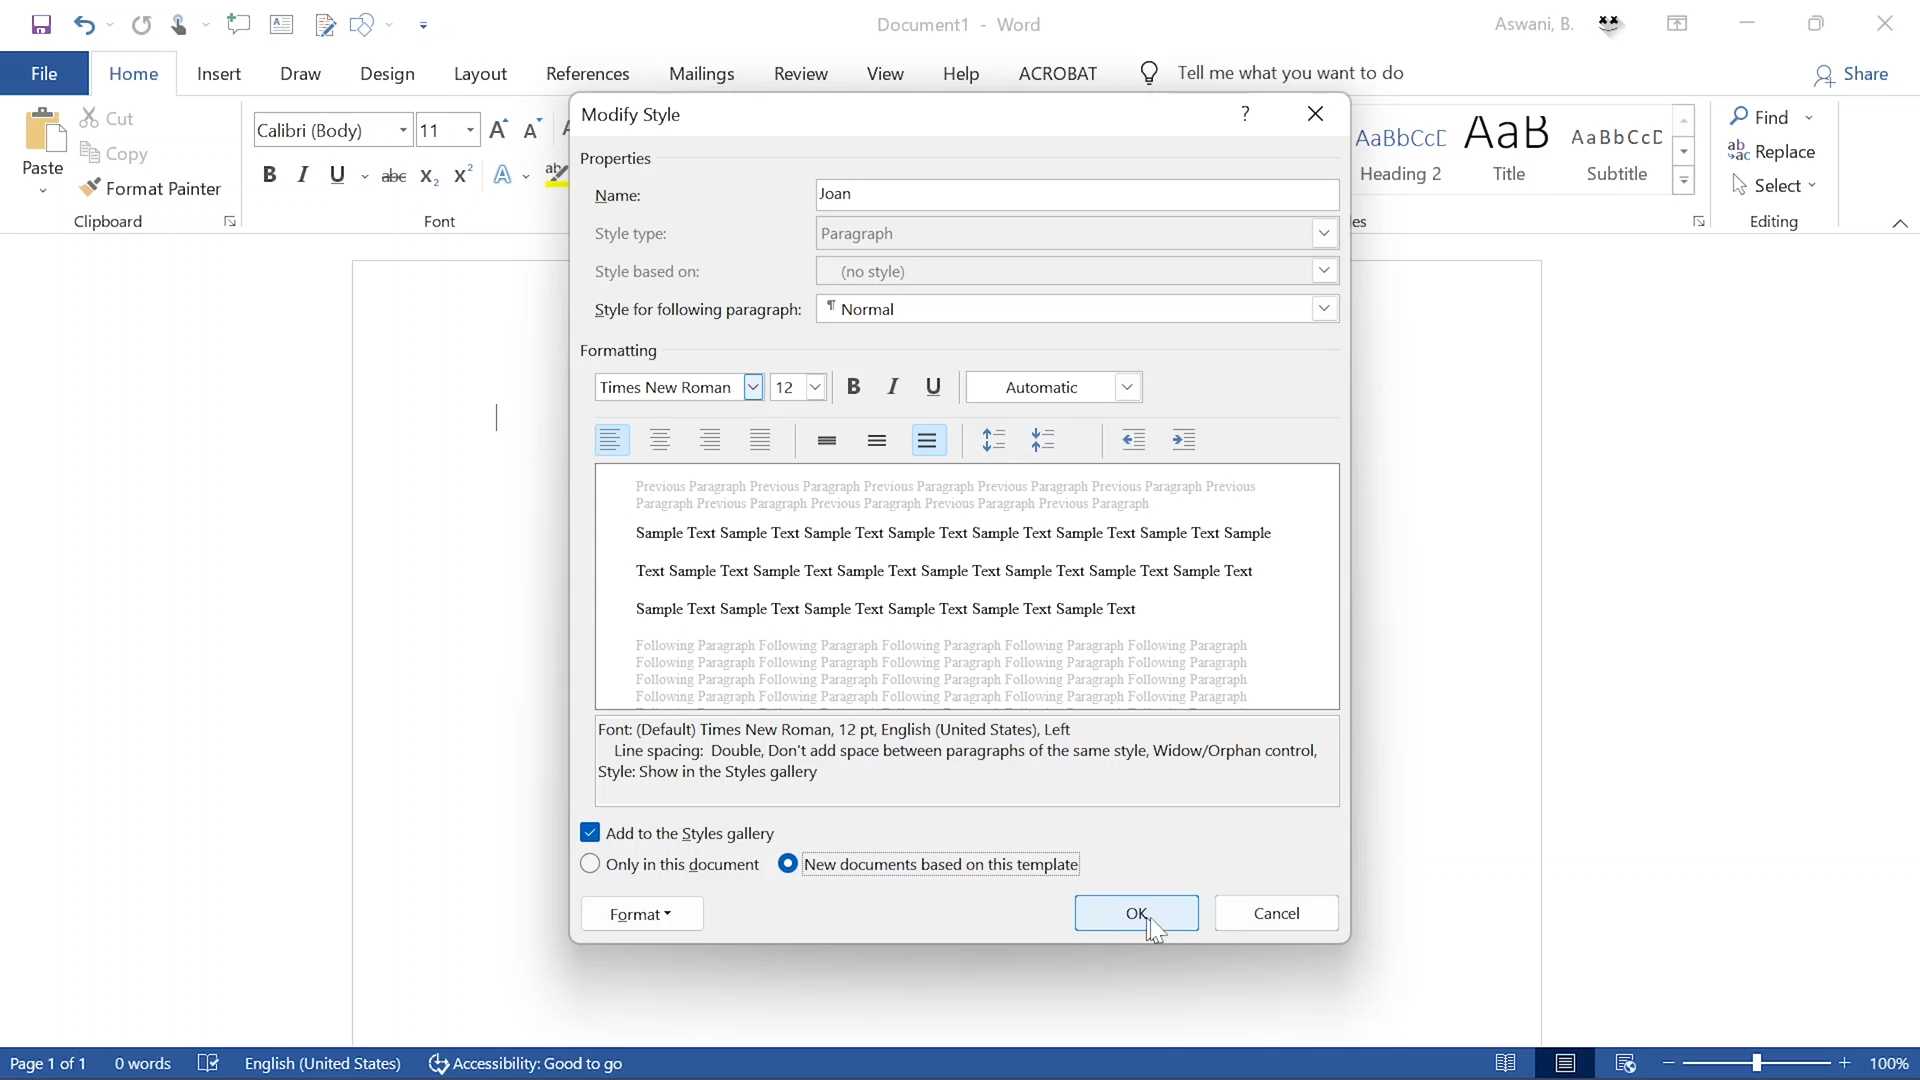 Document1 - Word
Aswani, B.
File Home Insert Draw Design Layout References Mailings Review View Help ACROBAT Tell me what you want to do Share
Paste
Cut
Copy
Format Painter
Clipboard
Calibri (Body) 11
Font
AaBbCcD AaB AaBbCcD
Heading 2 Title Subtitle
es
Find
Replace
Select
Editing
Modify Style
Properties
Name: Joan
Style type: Paragraph
Style based on: (no style)
Style for following paragraph: ¶ Normal
Formatting
Times New Roman 12 B I U Automatic
Previous Paragraph Previous Paragraph Previous Paragraph Previous Paragraph Previous Paragraph Previous
Paragraph Previous Paragraph Previous Paragraph Previous Paragraph Previous Paragraph
Sample Text Sample Text Sample Text Sample Text Sample Text Sample Text Sample Text Sample
Text Sample Text Sample Text Sample Text Sample Text Sample Text Sample Text Sample Text
Sample Text Sample Text Sample Text Sample Text Sample Text Sample Text
Following Paragraph Following Paragraph Following Paragraph Following Paragraph Following Paragraph
Following Paragraph Following Paragraph Following Paragraph Following Paragraph Following Paragraph
Following Paragraph Following Paragraph Following Paragraph Following Paragraph Following Paragraph
Following Paragraph Following Paragraph Following Paragraph Following Paragraph Following Paragraph
Font: (Default) Times New Roman, 12 pt, English (United States), Left
Line spacing: Double, Don't add space between paragraphs of the same style, Widow/Orphan control,
Style: Show in the Styles gallery
Add to the Styles gallery
Only in this document New documents based on this template
Format OK Cancel
Page 1 of 1 0 words English (United States) Accessibility: Good to go 100%